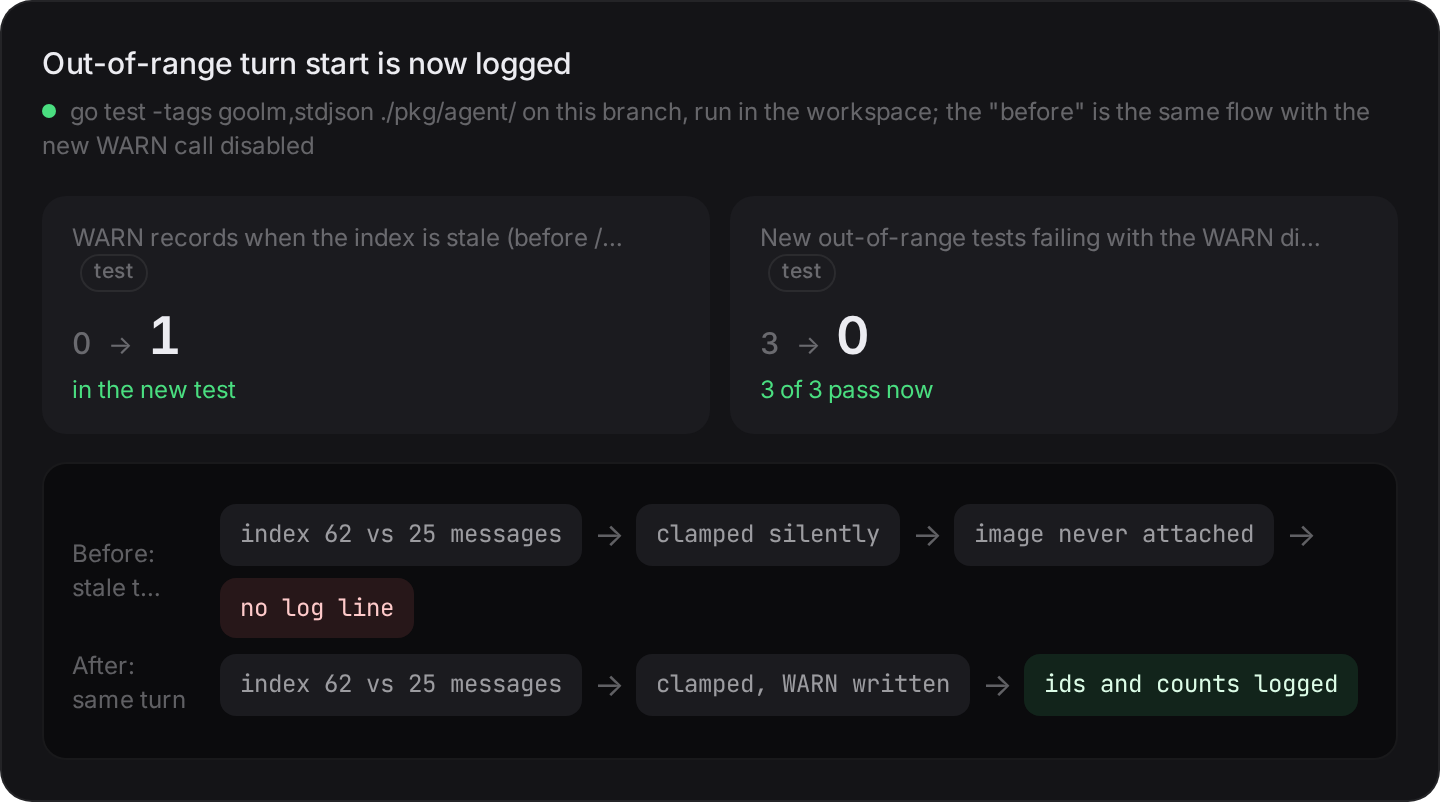 Out-of-range turn start is now logged
go test -tags goolm,stdjson ./pkg/agent/ on this branch, run in the workspace; the "before" is the same flow with the
new WARN call disabled
WARN records when the index is stale (before /...
test
0 → 1
in the new test
New out-of-range tests failing with the WARN di...
test
3 → 0
3 of 3 pass now
Before:
stale t...
index 62 vs 25 messages → clamped silently → image never attached →
no log line
After:
same turn
index 62 vs 25 messages → clamped, WARN written → ids and counts logged